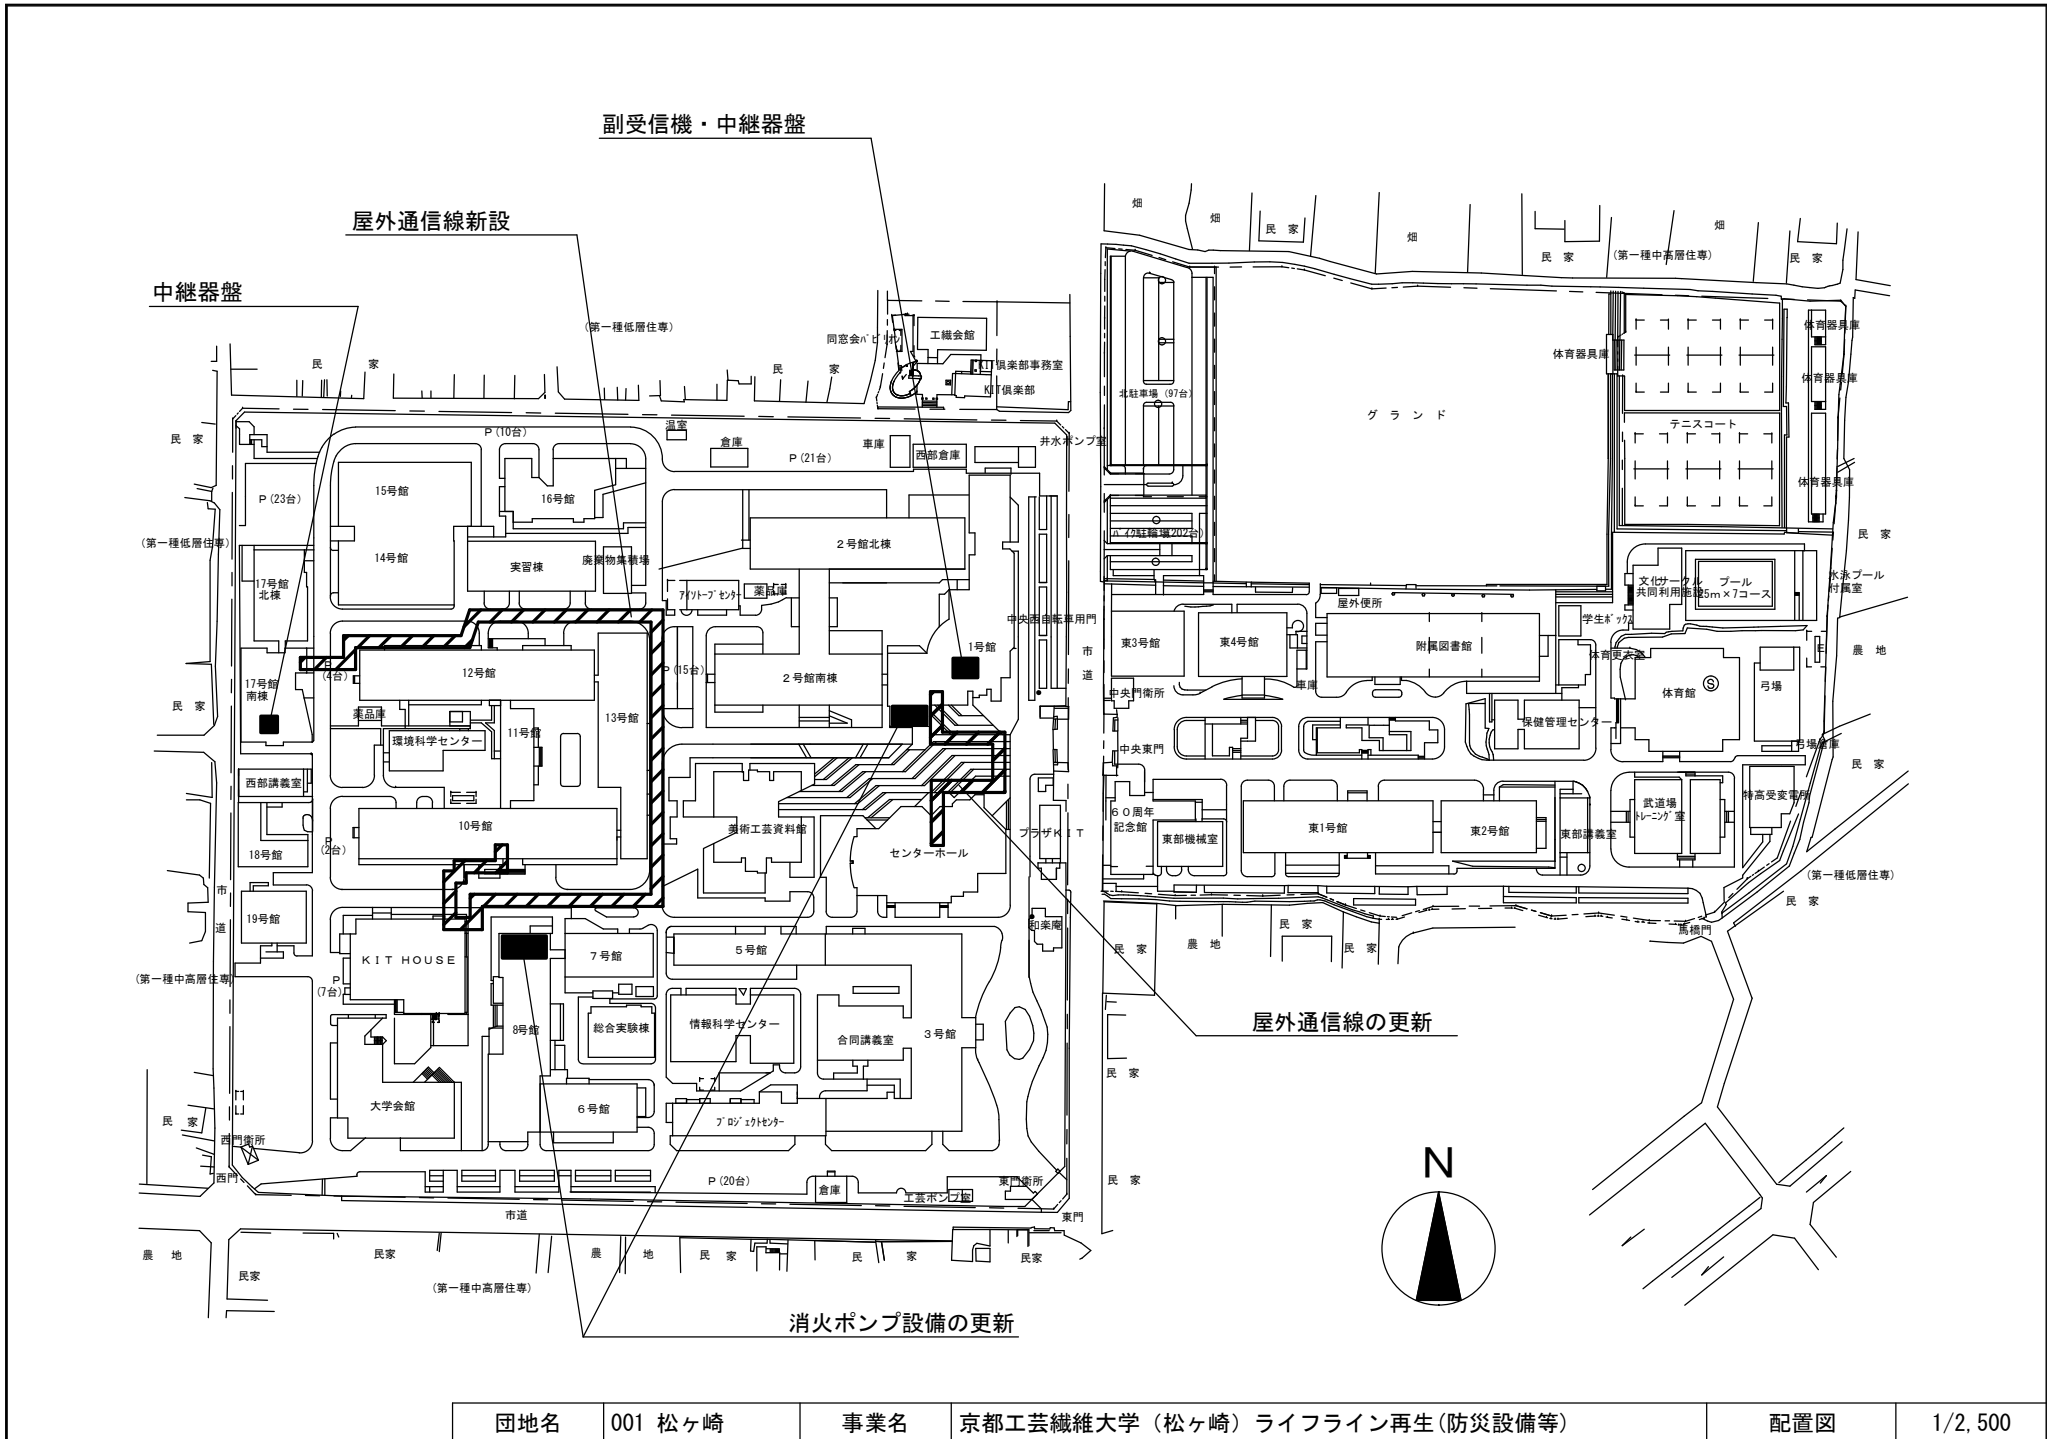 副受信機・中継器盤
屋外通信線新設
中継器盤
畑
畑
民 家
畑
畑
民 家
(第一種中高層住専)
民 家
(第一種低層住専)
同窓会パビリオン
工繊会館
KIT倶楽部事務室
KIT倶楽部
民 家
民 家
体育器具庫
体育器具庫
体育器具庫
体育器具庫
北駐車場 (97台)
グ ラ ン ド
テニスコート
民 家
P (10台)
温室
倉庫
P (21台)
車庫
西部倉庫
井水ポンプ室
P (23台)
15号館
16号館
14号館
実習棟
廃棄物集積場
2号館北棟
バイク駐輪場202台)
民 家
(第一種低層住専)
17号館
北棟
アイソトープセンター
薬品庫
中央西自転車用門
屋外便所
文化サークル
共同利用施設
プール
25m×7コース
水泳プール
付属室
学生ボックス
東3号館
東4号館
附属図書館
体育更衣室
農 地
17号館
南棟
P
(4台)
12号館
13号館
P (15台)
2号館南棟
1号館
市 道
車庫
体育館
S
弓場
E
民 家
薬品庫
環境科学センター
11号館
中央門衛所
中央東門
保健管理センター
弓場倉庫
民 家
西部講義室
10号館
美術工芸資料館
センターホール
プラザKIT
60周年
記念館
東部機械室
東1号館
東2号館
東部講義室
武道場
トレーニング室
特高受変電所
18号館
P
(2台)
(第一種低層住専)
民 家
市 道
19号館
和楽庵
馬橋門
民 家
農 地
民 家
民 家
KIT HOUSE
7号館
5号館
(第一種中高層住専)
P
(7台)
8号館
総合実験棟
情報科学センター
合同講義室
3号館
屋外通信線の更新
民 家
大学会館
6号館
プロジェクトセンター
民 家
西門衛所
西門
P (20台)
倉庫
工芸ポンプ室
東門衛所
東門
民 家
市道
農 地
民家
民家
農 地
民 家
民 家
民家
(第一種中高層住専)
N
消火ポンプ設備の更新
団地名 001 松ヶ崎 事業名 京都工芸繊維大学（松ヶ崎）ライフライン再生(防災設備等) 配置図 1/2,500